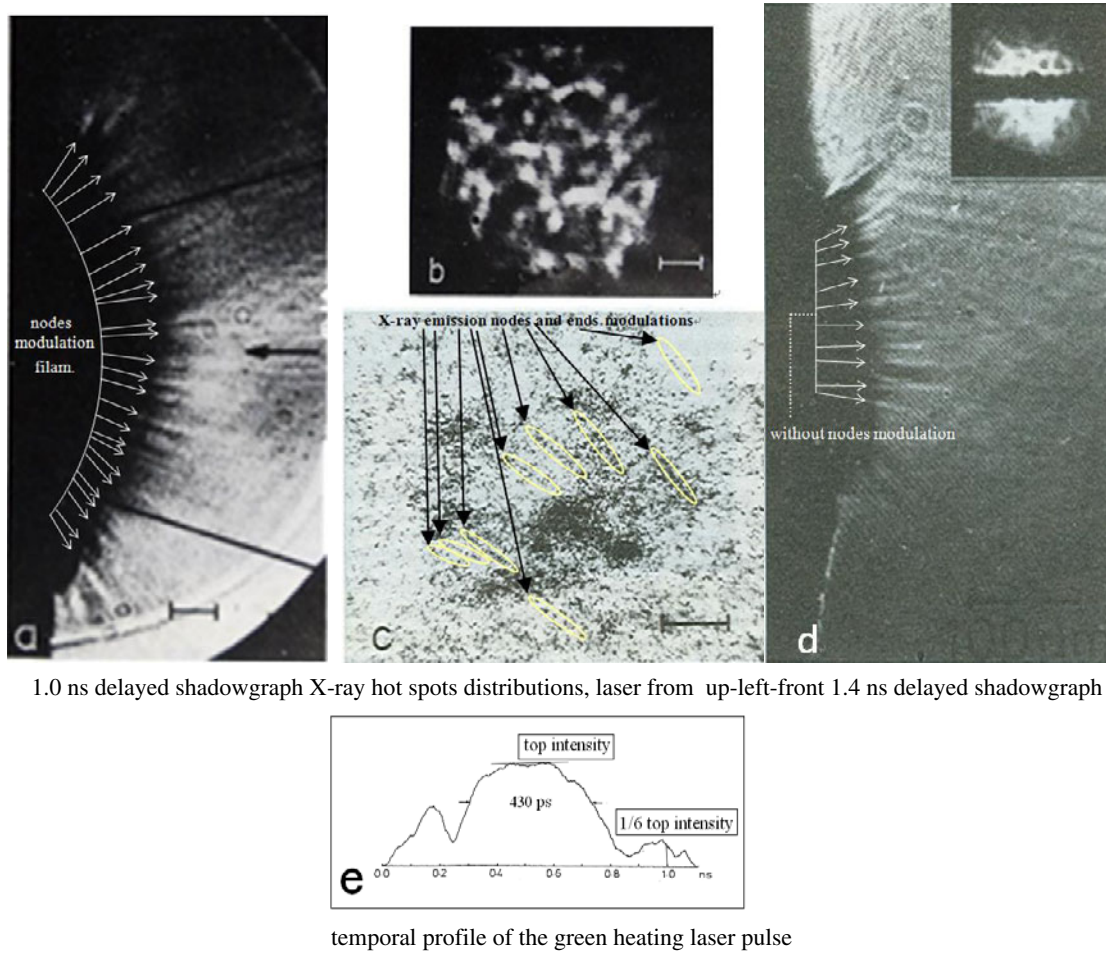 nodes
modulation
filam.
a
b
X-ray emission nodes and ends modulations
c
without nodes modulation
d
1.0 ns delayed shadowgraph X-ray hot spots distributions, laser from up-left-front 1.4 ns delayed shadowgraph
top intensity
430 ps
1/6 top intensity
e
0·0 0·2 0·4 0·6 0·8 1·0 ns
temporal profile of the green heating laser pulse